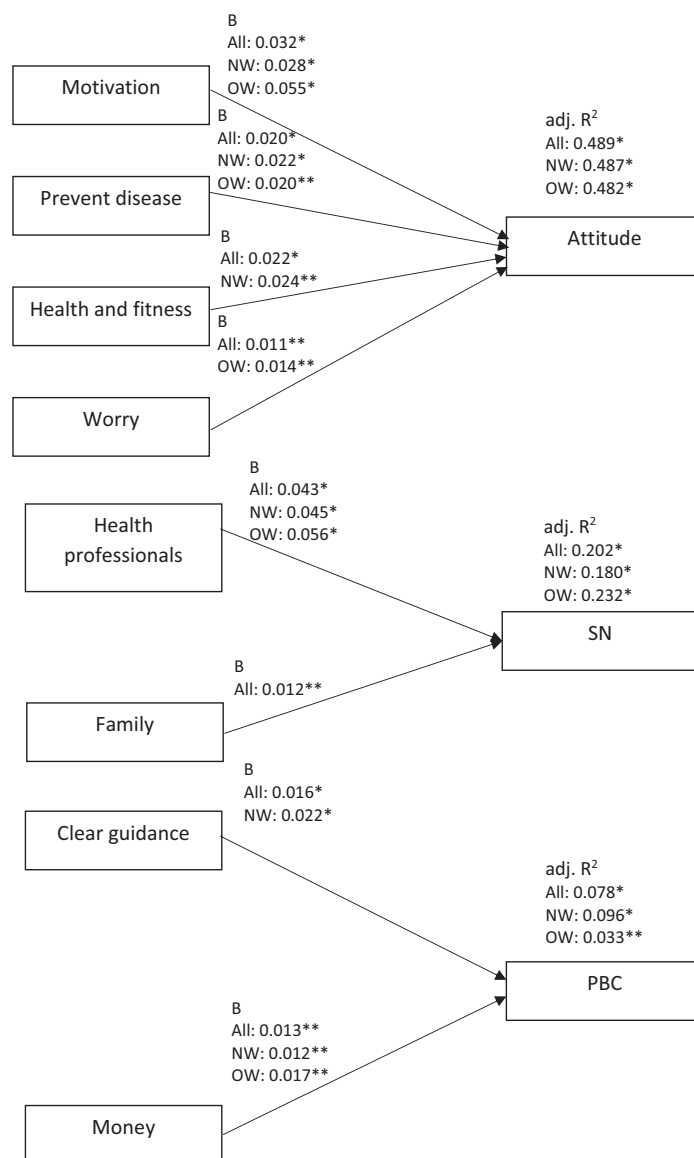 B
All: 0.032*
NW: 0.028*
OW: 0.055*
Motivation
B
All: 0.020*
NW: 0.022*
OW: 0.020**
Prevent disease
adj. R²
All: 0.489*
NW: 0.487*
OW: 0.482*
Attitude
B
All: 0.022*
NW: 0.024**
Health and fitness
B
All: 0.011**
OW: 0.014**
Worry
B
All: 0.043*
NW: 0.045*
OW: 0.056*
Health
professionals
adj. R²
All: 0.202*
NW: 0.180*
OW: 0.232*
SN
B
All: 0.012**
Family
B
All: 0.016*
NW: 0.022*
Clear guidance
adj. R²
All: 0.078*
NW: 0.096*
OW: 0.033**
PBC
B
All: 0.013**
NW: 0.012**
OW: 0.017**
Money